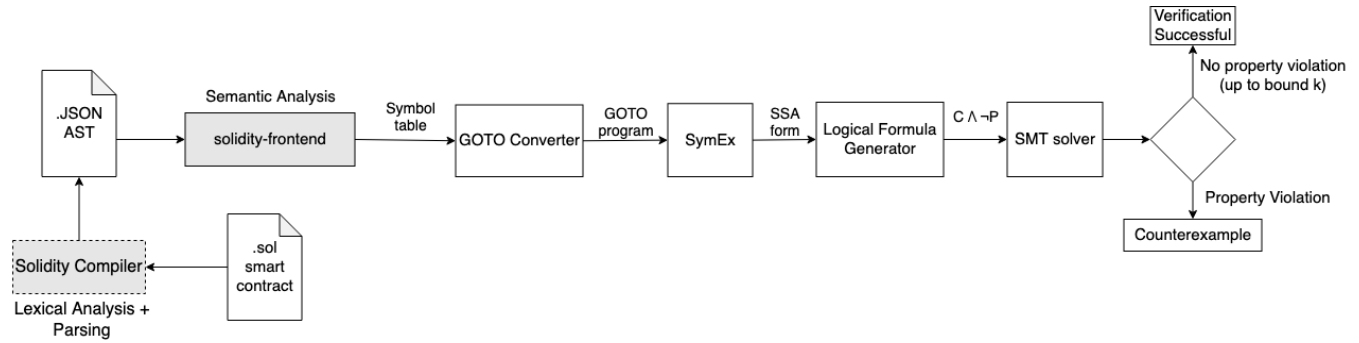 .sol
smart
contract
Solidity Compiler
Lexical Analysis +
Parsing
.JSON
AST
Semantic Analysis
solidity-frontend
Symbol
table
GOTO Converter
GOTO
program
SymEx
SSA
form
Logical Formula
Generator
C Λ ¬P
SMT solver
Verification
Successful
No property violation
(up to bound k)
Property Violation
Counterexample